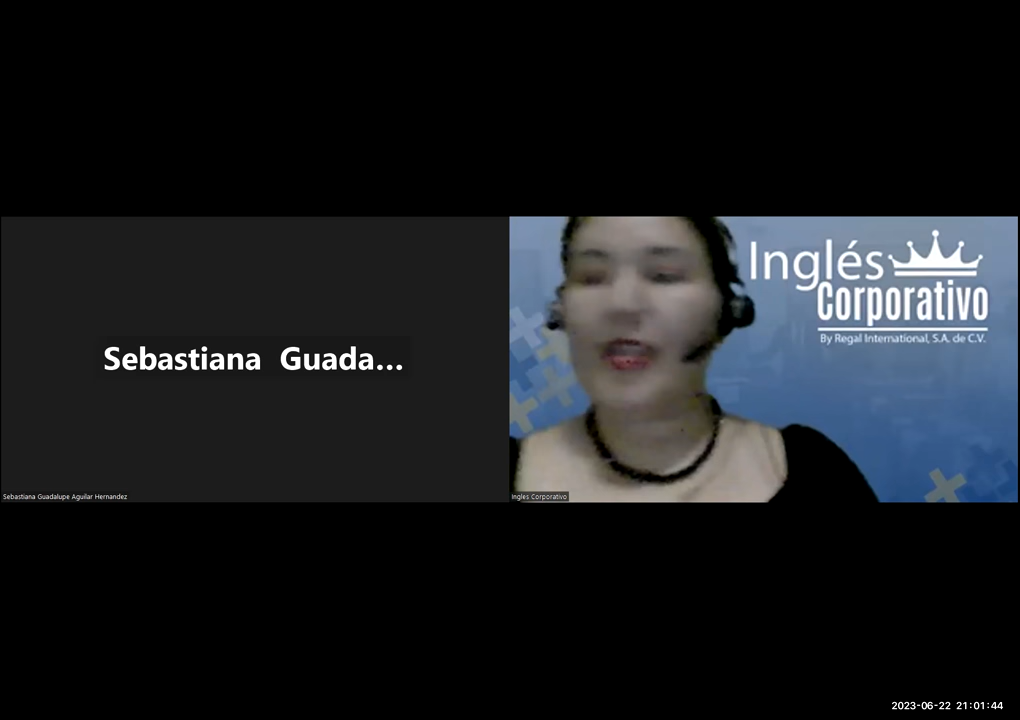 Sebastiana Guada...
Sebastiana Guadalupe Aguilar Hernandez
Inglés
Corporativo
By Regal International, S.A. de C.V.
Ingles Corporativo
2023-06-22 21:01:44